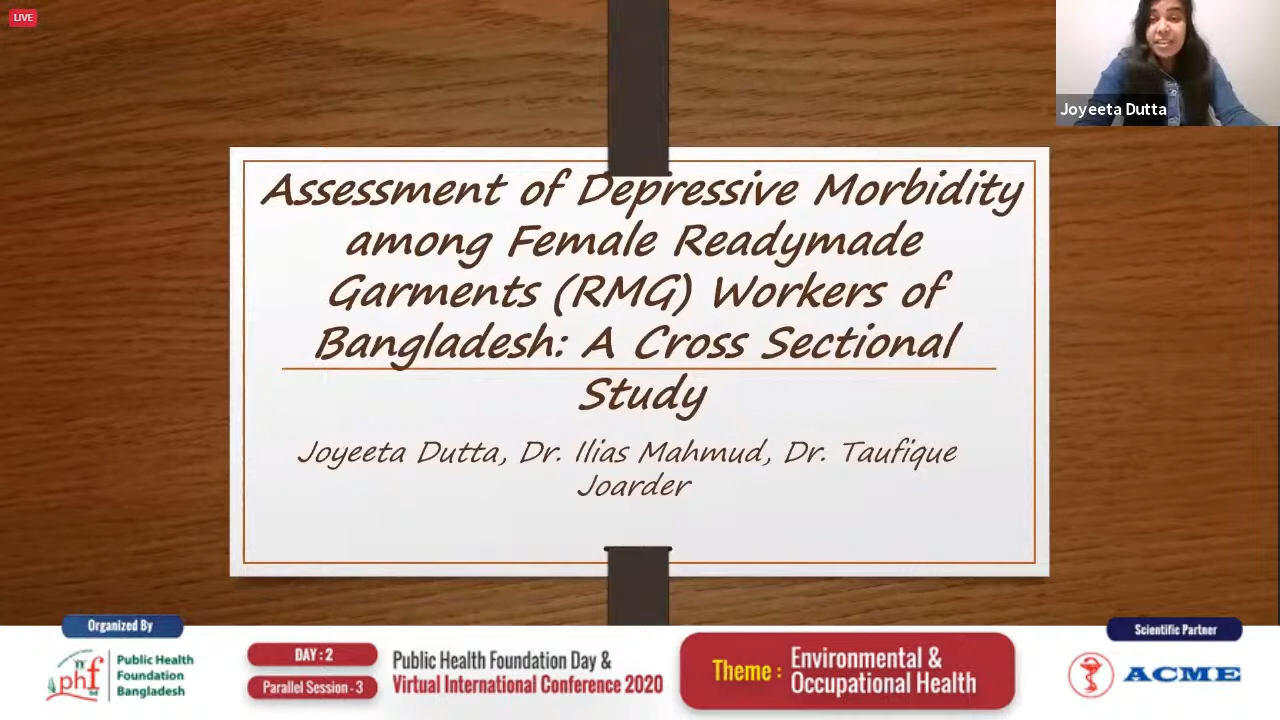 LIVE
Joyeeta Dutta
Assessment of Depressive Morbidity
among Female Readymade
Garments (RMG) Workers of
Bangladesh: A Cross Sectional
Study
Joyeeta Dutta, Dr. Ilias Mahmud, Dr. Taufique
Joarder
Organized By
phf
Public Health
Foundation
Bangladesh
DAY : 2
Parallel Session - 3
Public Health Foundation Day &
Virtual International Conference 2020
Theme :
Environmental &
Occupational Health
Scientific Partner
ACME